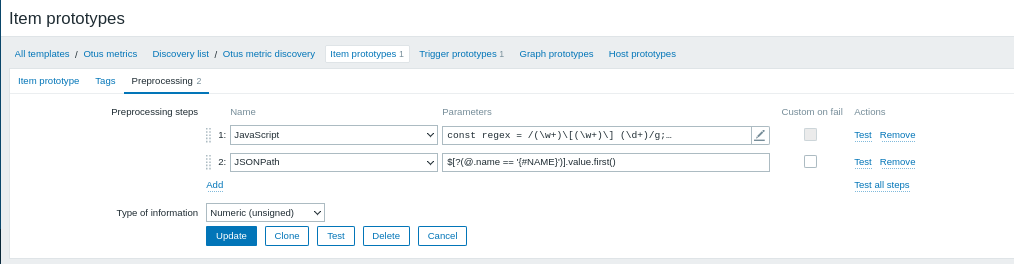 Item prototypes
All templates / Otus metrics Discovery list / Otus metric discovery Item prototypes 1 Trigger prototypes 1 Graph prototypes Host prototypes
Item prototype Tags Preprocessing 2
Preprocessing steps Name Parameters Custom on fail Actions
1: JavaScript const regex = /(\w+)\[(\w+)\] (\d+)/g;… Test Remove
2: JSONPath $[?(@.name == '{#NAME}')].value.first() Test Remove
Add Test all steps
Type of information Numeric (unsigned)
Update Clone Test Delete Cancel